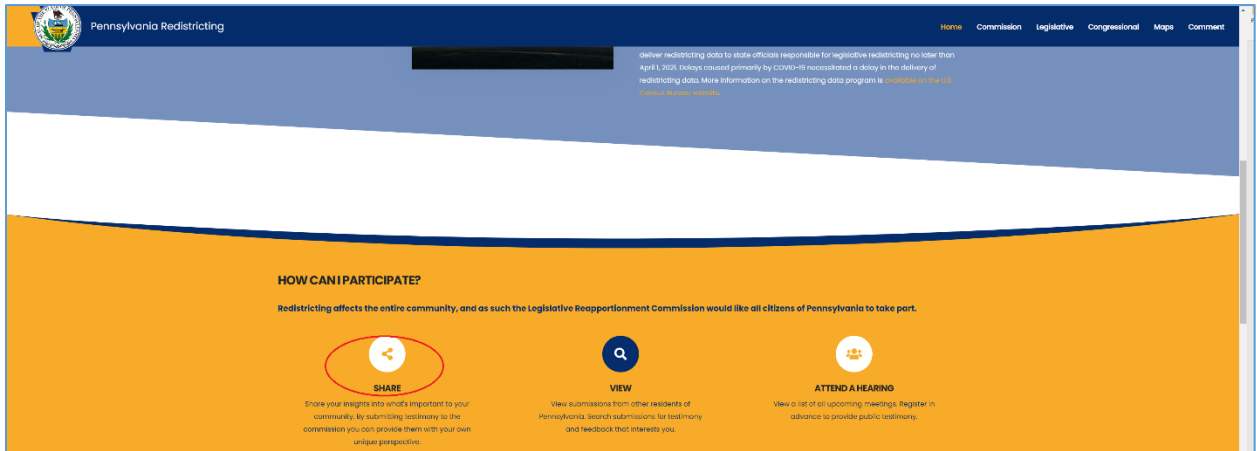 Pennsylvania Redistricting
Home Commission Legislative Congressional Maps Comment
deliver redistricting data to state officials responsible for legislative redistricting no later than
April 1, 2021. Delays caused primarily by COVID-19 necessitated a delay in the delivery of
redistricting data. More information on the redistricting data program is available on the U.S.
Census Bureau website.
HOW CAN I PARTICIPATE?
Redistricting affects the entire community, and as such the Legislative Reapportionment Commission would like all citizens of Pennsylvania to take part.
SHARE
Share your insights into what's important to your
community. By submitting testimony to the
commission you can provide them with your own
unique perspective.
VIEW
View submissions from other residents of
Pennsylvania. Search submissions for testimony
and feedback that interests you.
ATTEND A HEARING
View a list of all upcoming meetings. Register in
advance to provide public testimony.